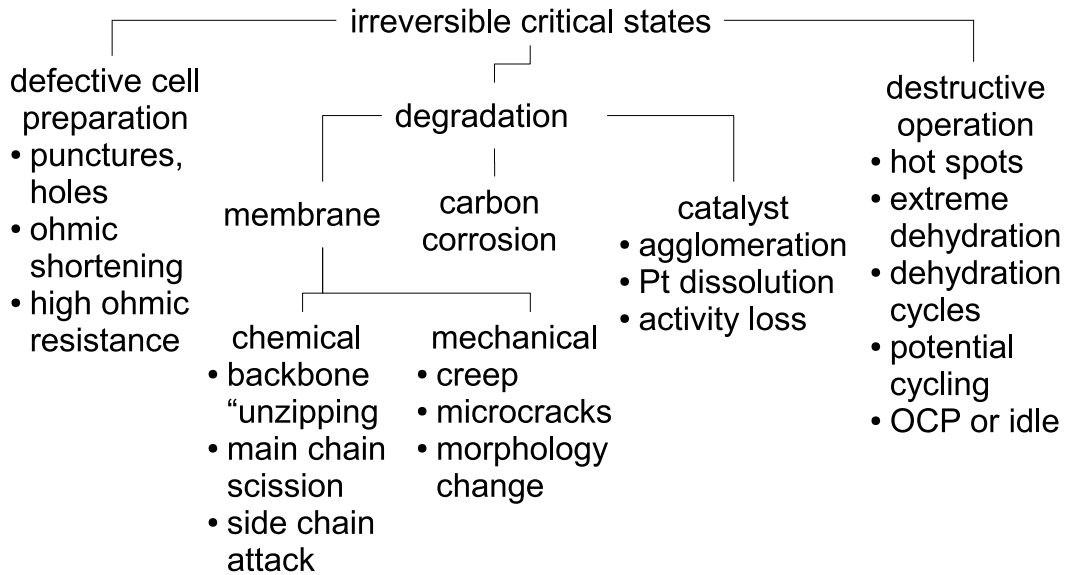 irreversible critical states
defective cell
preparation
• punctures,
holes
• ohmic
shortening
• high ohmic
resistance
degradation
membrane
chemical
• backbone
“unzipping
• main chain
scission
• side chain
attack
mechanical
• creep
• microcracks
• morphology
change
carbon
corrosion
catalyst
• agglomeration
• Pt dissolution
• activity loss
destructive
operation
• hot spots
• extreme
dehydration
• dehydration
cycles
• potential
cycling
• OCP or idle